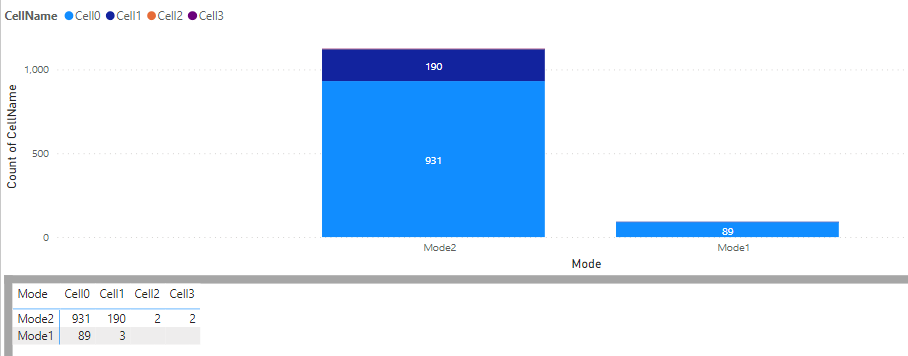 CellName Cell0 Cell1 Cell2 Cell3
1,000
190
Count of CellName
500
931
0
89
Mode2 Mode1
Mode
Mode Cell0 Cell1 Cell2 Cell3
Mode2 931 190 2 2
Mode1 89 3